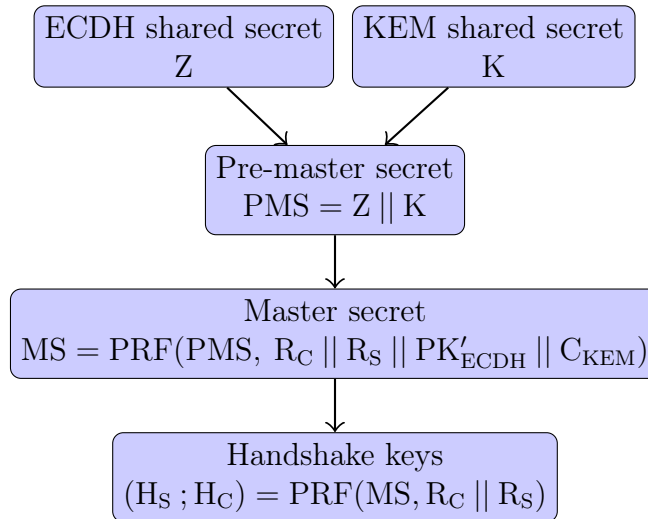 ECDH shared secret
Z
KEM shared secret
K
Pre-master secret
PMS = Z || K
Master secret
MS = PRF(PMS, R_C || R_S || PK′_ECDH || C_KEM)
Handshake keys
(H_S ; H_C) = PRF(MS, R_C || R_S)